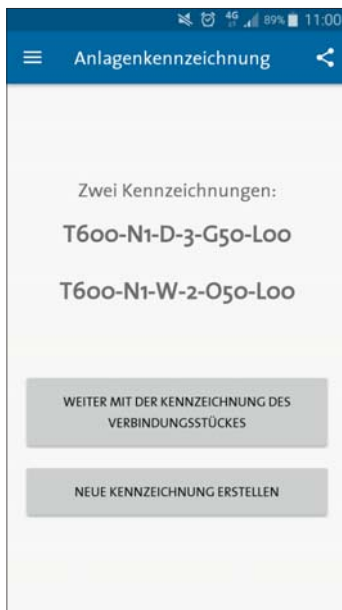 4G 89% 11:00
Anlagenkennzeichnung
Zwei Kennzeichnungen:
T600-N1-D-3-G50-L00
T600-N1-W-2-O50-L00
WEITER MIT DER KENNZEICHNUNG DES
VERBINDUNGSSTÜCKES
NEUE KENNZEICHNUNG ERSTELLEN